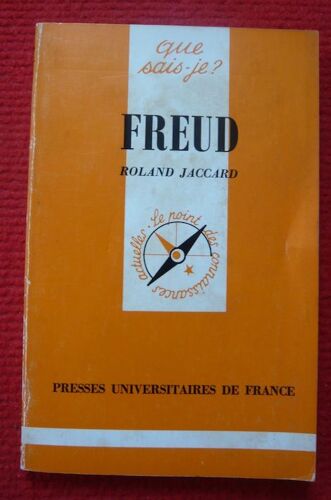 que
sais-je?
FREUD
ROLAND JACCARD
Le point des connaissances actuelles
PRESSES UNIVERSITAIRES DE FRANCE